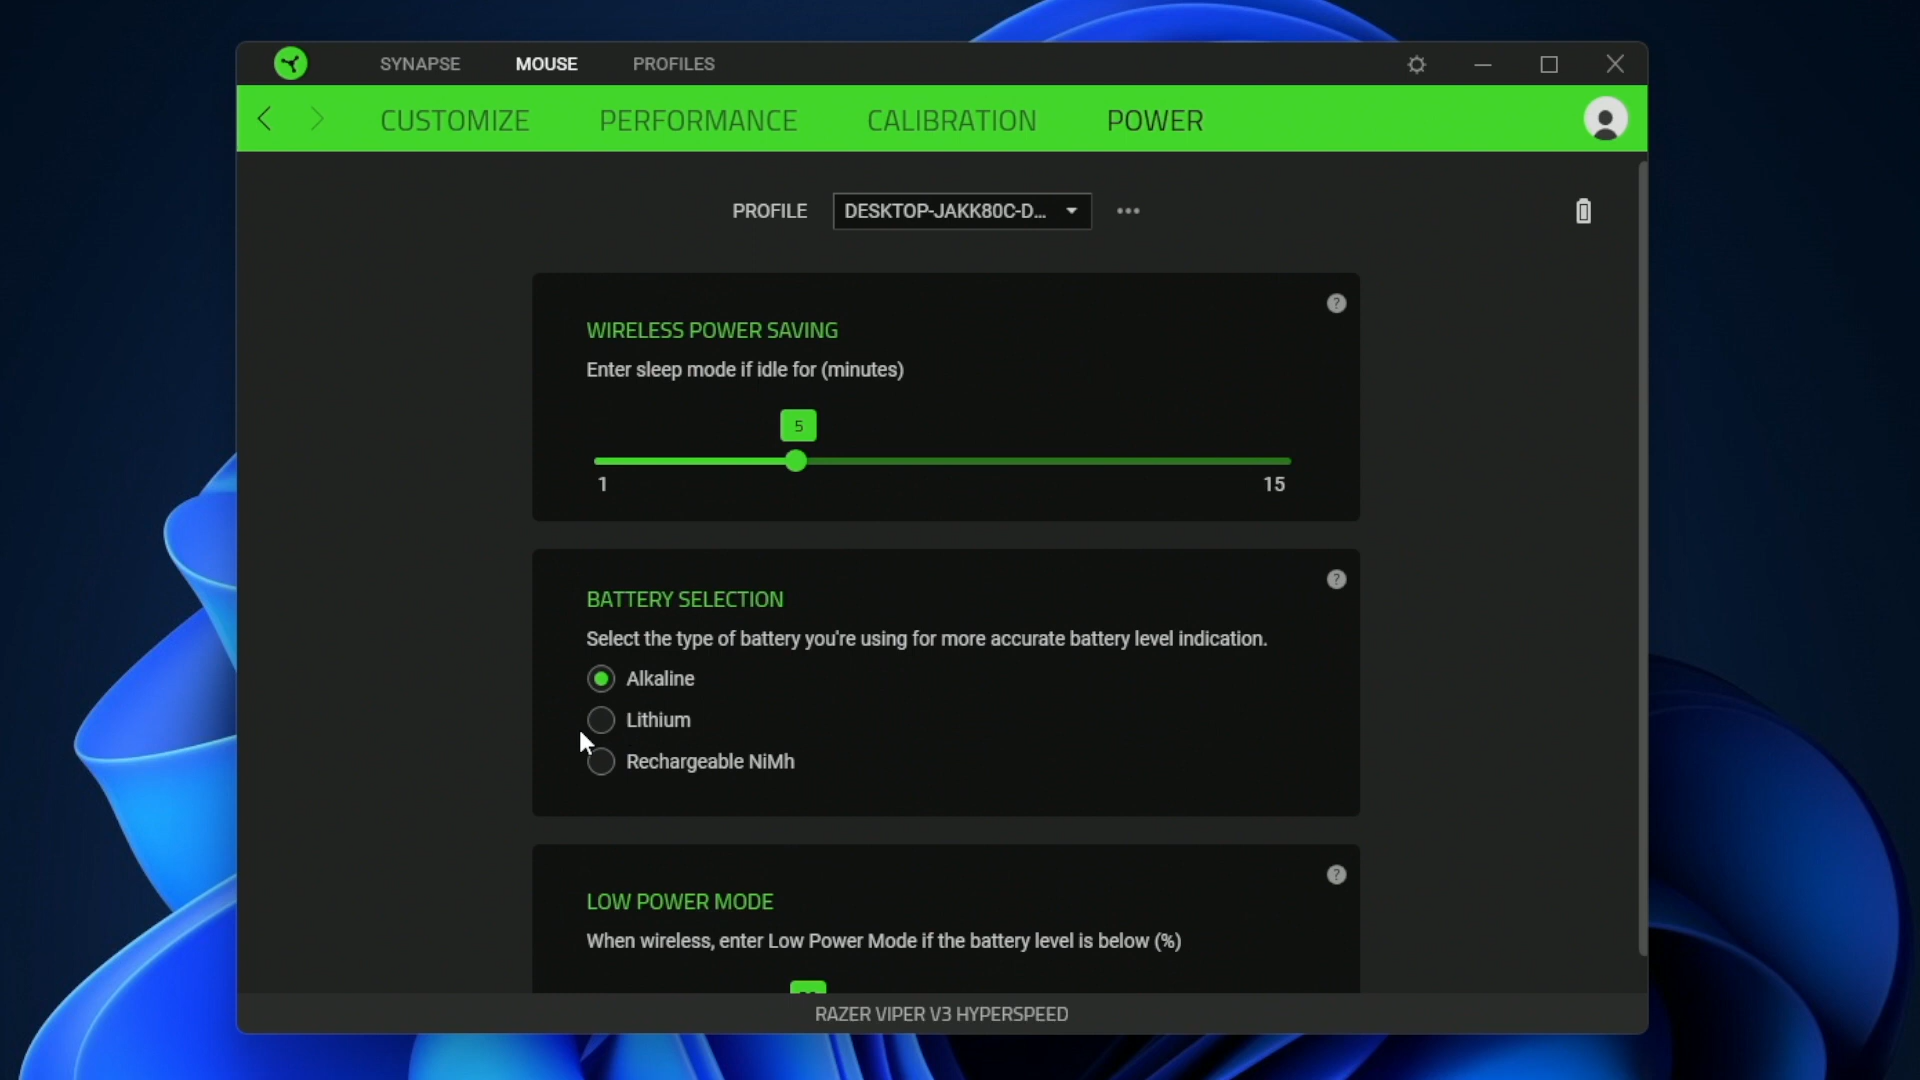 SYNAPSE MOUSE PROFILES
CUSTOMIZE PERFORMANCE CALIBRATION POWER
PROFILE DESKTOP-JAKK80C-D... •••
?
WIRELESS POWER SAVING
Enter sleep mode if idle for (minutes)
5
1 15
?
BATTERY SELECTION
Select the type of battery you're using for more accurate battery level indication.
Alkaline
Lithium
Rechargeable NiMh
?
LOW POWER MODE
When wireless, enter Low Power Mode if the battery level is below (%)
RAZER VIPER V3 HYPERSPEED